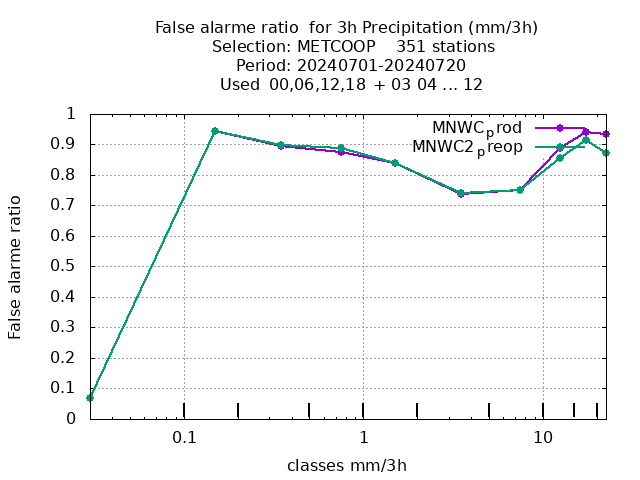 False alarme ratio  for 3h Precipitation (mm/3h)
Selection: METCOOP    351 stations
Period: 20240701-20240720
Used  00,06,12,18  + 03 04 ... 12
MNWCprod
MNWC2preop
1
0.9
0.8
0.7
0.6
0.5
0.4
0.3
0.2
0.1
0
False alarme ratio
0.1 1 10
classes mm/3h